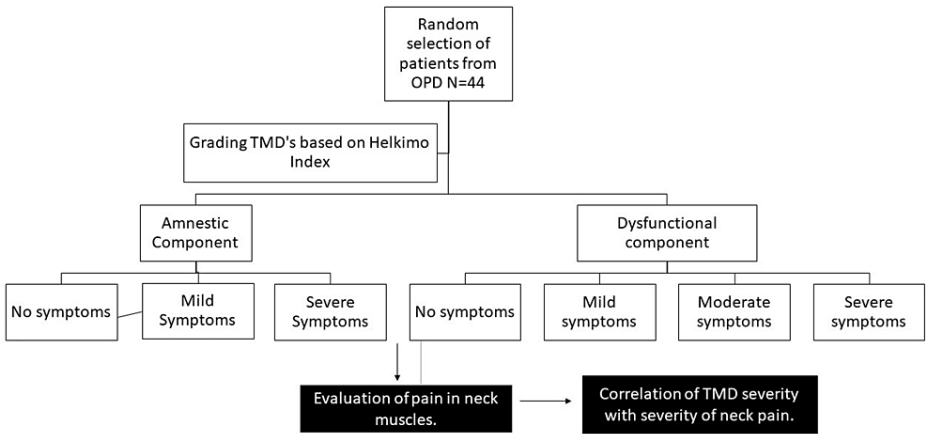 Random
selection of
patients from
OPD N=44
Grading TMD's based on Helkimo
Index
Amnestic
Component
Dysfunctional
component
No symptoms
Mild
Symptoms
Severe
Symptoms
No symptoms
Mild
symptoms
Moderate
symptoms
Severe
symptoms
Evaluation of pain in neck
muscles.
Correlation of TMD severity
with severity of neck pain.